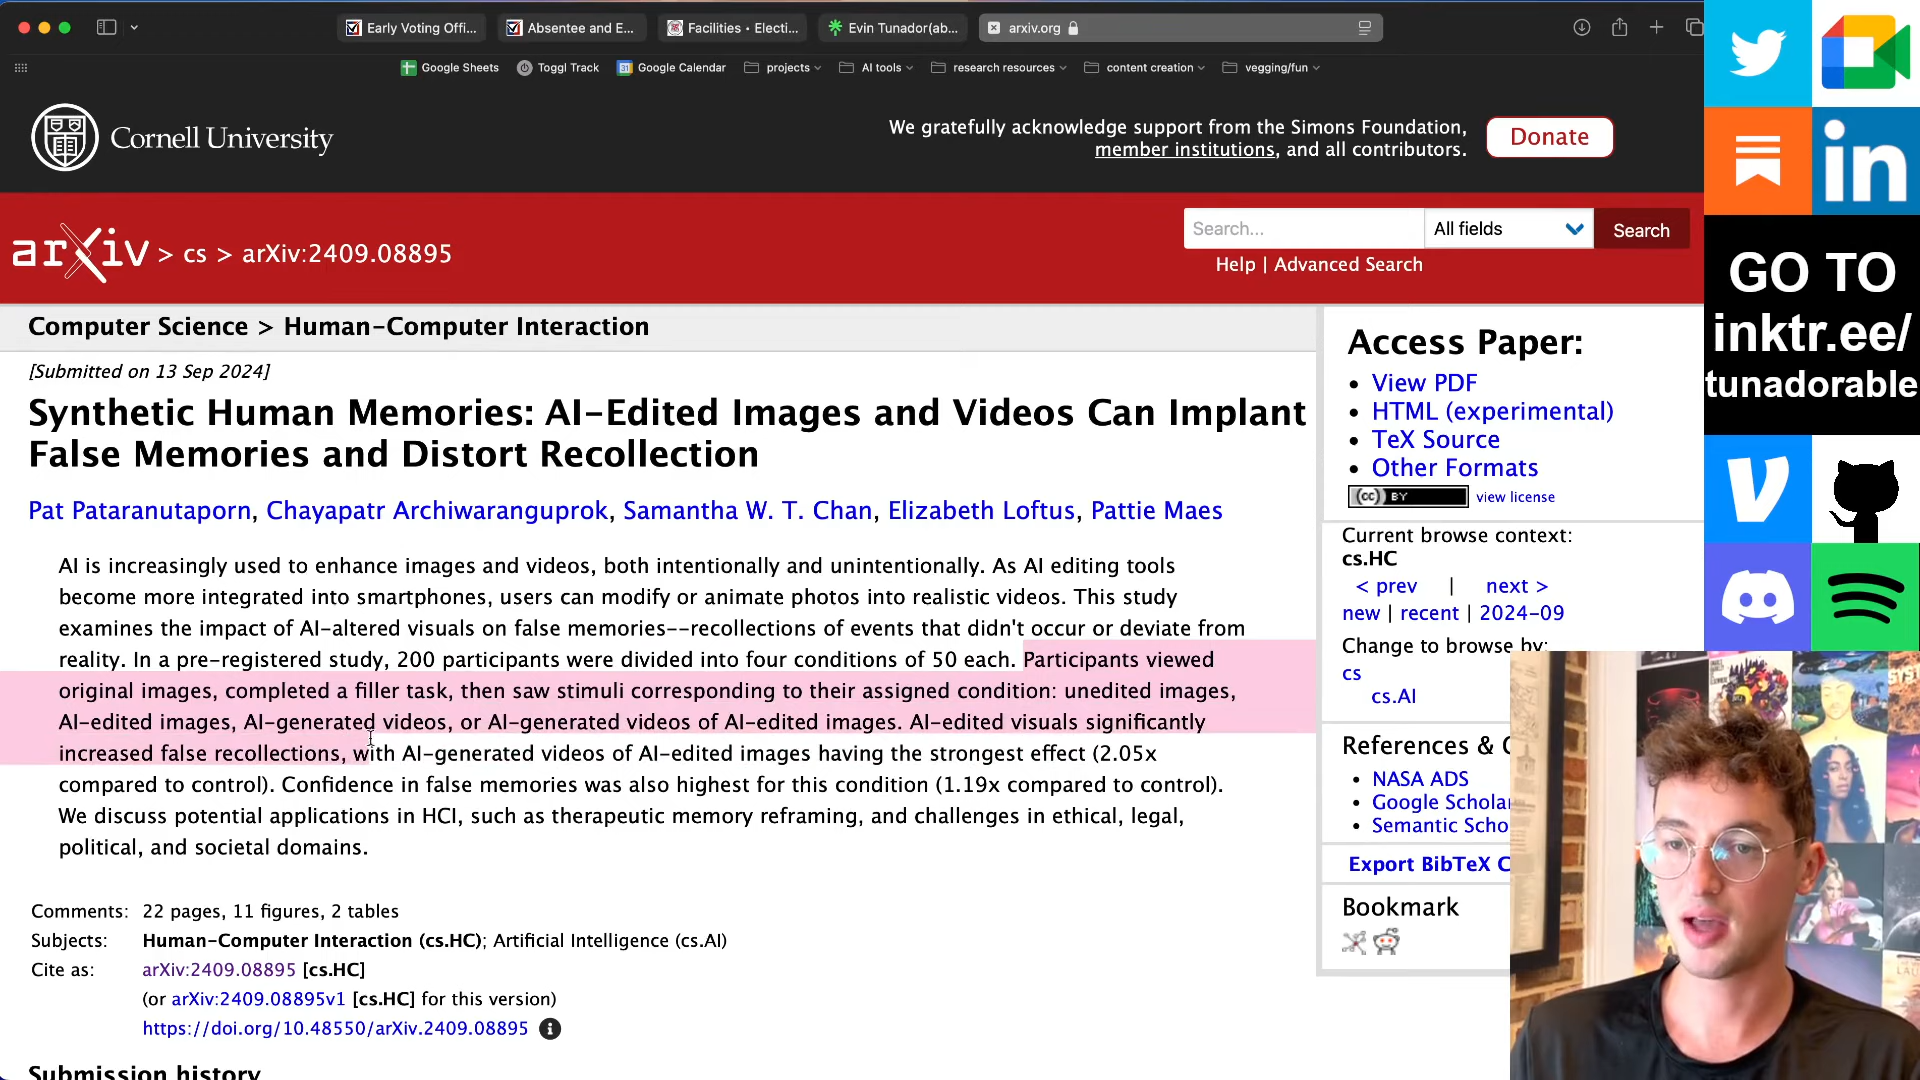 Early Voting Offi...
Absentee and E...
Facilities • Electi...
Evin Tunador(ab...
arxiv.org
Google Sheets
Toggl Track
31 Google Calendar
projects
AI tools
research resources
content creation
vegging/fun
Cornell University
We gratefully acknowledge support from the Simons Foundation,
member institutions, and all contributors.
Donate
arXiv > cs > arXiv:2409.08895
Search...
All fields
Search
Help | Advanced Search
Computer Science > Human-Computer Interaction
[Submitted on 13 Sep 2024]
Synthetic Human Memories: AI-Edited Images and Videos Can Implant
False Memories and Distort Recollection
Pat Pataranutaporn, Chayapatr Archiwaranguprok, Samantha W. T. Chan, Elizabeth Loftus, Pattie Maes
AI is increasingly used to enhance images and videos, both intentionally and unintentionally. As AI editing tools
become more integrated into smartphones, users can modify or animate photos into realistic videos. This study
examines the impact of AI-altered visuals on false memories--recollections of events that didn't occur or deviate from
reality. In a pre-registered study, 200 participants were divided into four conditions of 50 each. Participants viewed
original images, completed a filler task, then saw stimuli corresponding to their assigned condition: unedited images,
AI-edited images, AI-generated videos, or AI-generated videos of AI-edited images. AI-edited visuals significantly
increased false recollections, with AI-generated videos of AI-edited images having the strongest effect (2.05x
compared to control). Confidence in false memories was also highest for this condition (1.19x compared to control).
We discuss potential applications in HCI, such as therapeutic memory reframing, and challenges in ethical, legal,
political, and societal domains.
Comments: 22 pages, 11 figures, 2 tables
Subjects: Human-Computer Interaction (cs.HC); Artificial Intelligence (cs.AI)
Cite as: arXiv:2409.08895 [cs.HC]
(or arXiv:2409.08895v1 [cs.HC] for this version)
https://doi.org/10.48550/arXiv.2409.08895
Submission history
Access Paper:
View PDF
HTML (experimental)
TeX Source
Other Formats
(cc) BY view license
Current browse context:
cs.HC
< prev | next >
new | recent | 2024-09
Change to browse by:
cs
cs.AI
References & C
NASA ADS
Google Scholar
Semantic Scho
Export BibTeX C
Bookmark
in
GO TO
inktr.ee/
tunadorable